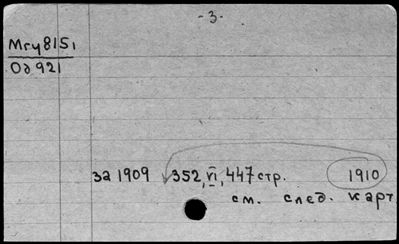 -3-
Мгу8151
Од921
за 1909 352, VI, 447 стр. 1910
см. след. карт